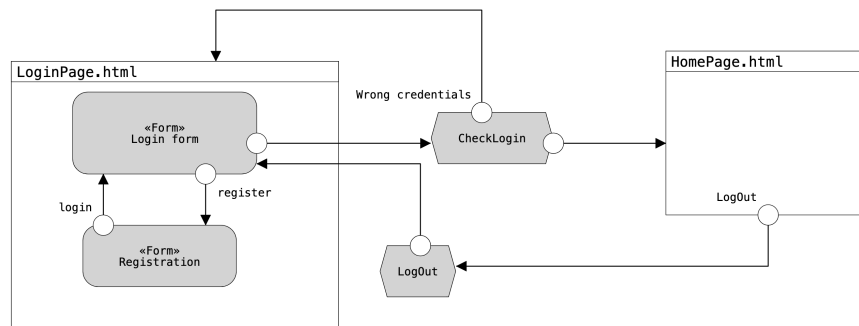 LoginPage.html
HomePage.html
Wrong credentials
«Form»
Login form
CheckLogin
register
login
LogOut
«Form»
Registration
LogOut